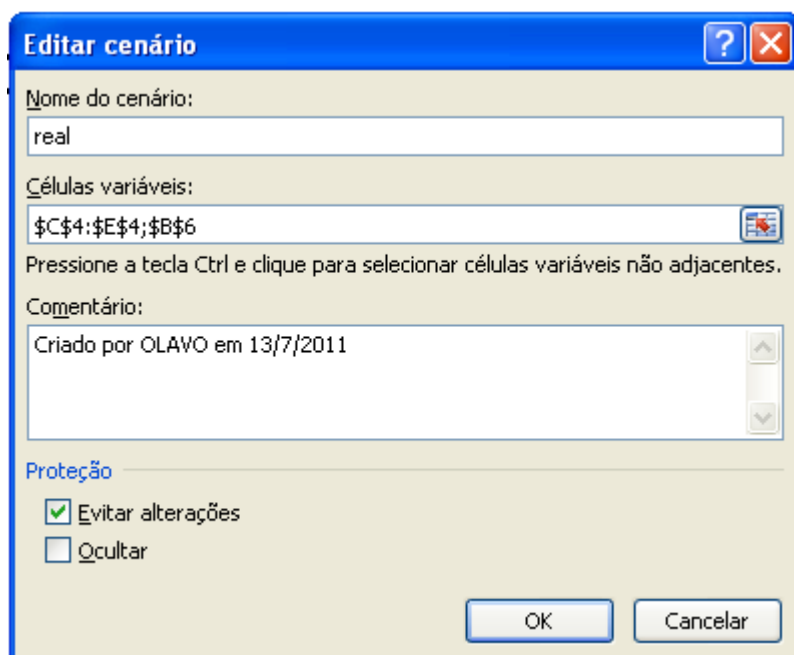 Editar cenário
Nome do cenário:
real
Células variáveis:
$C$4:$E$4;$B$6
Pressione a tecla Ctrl e clique para selecionar células variáveis não adjacentes.
Comentário:
Criado por OLAVO em 13/7/2011
Proteção
Evitar alterações
Ocultar
OK
Cancelar